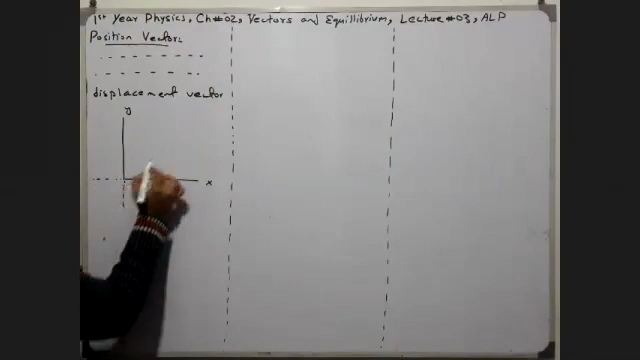 1st Year Physics, Ch#02, Vectors and Equilibrium, Lecture #03, ALP
Position Vector
displacement vector
y
x